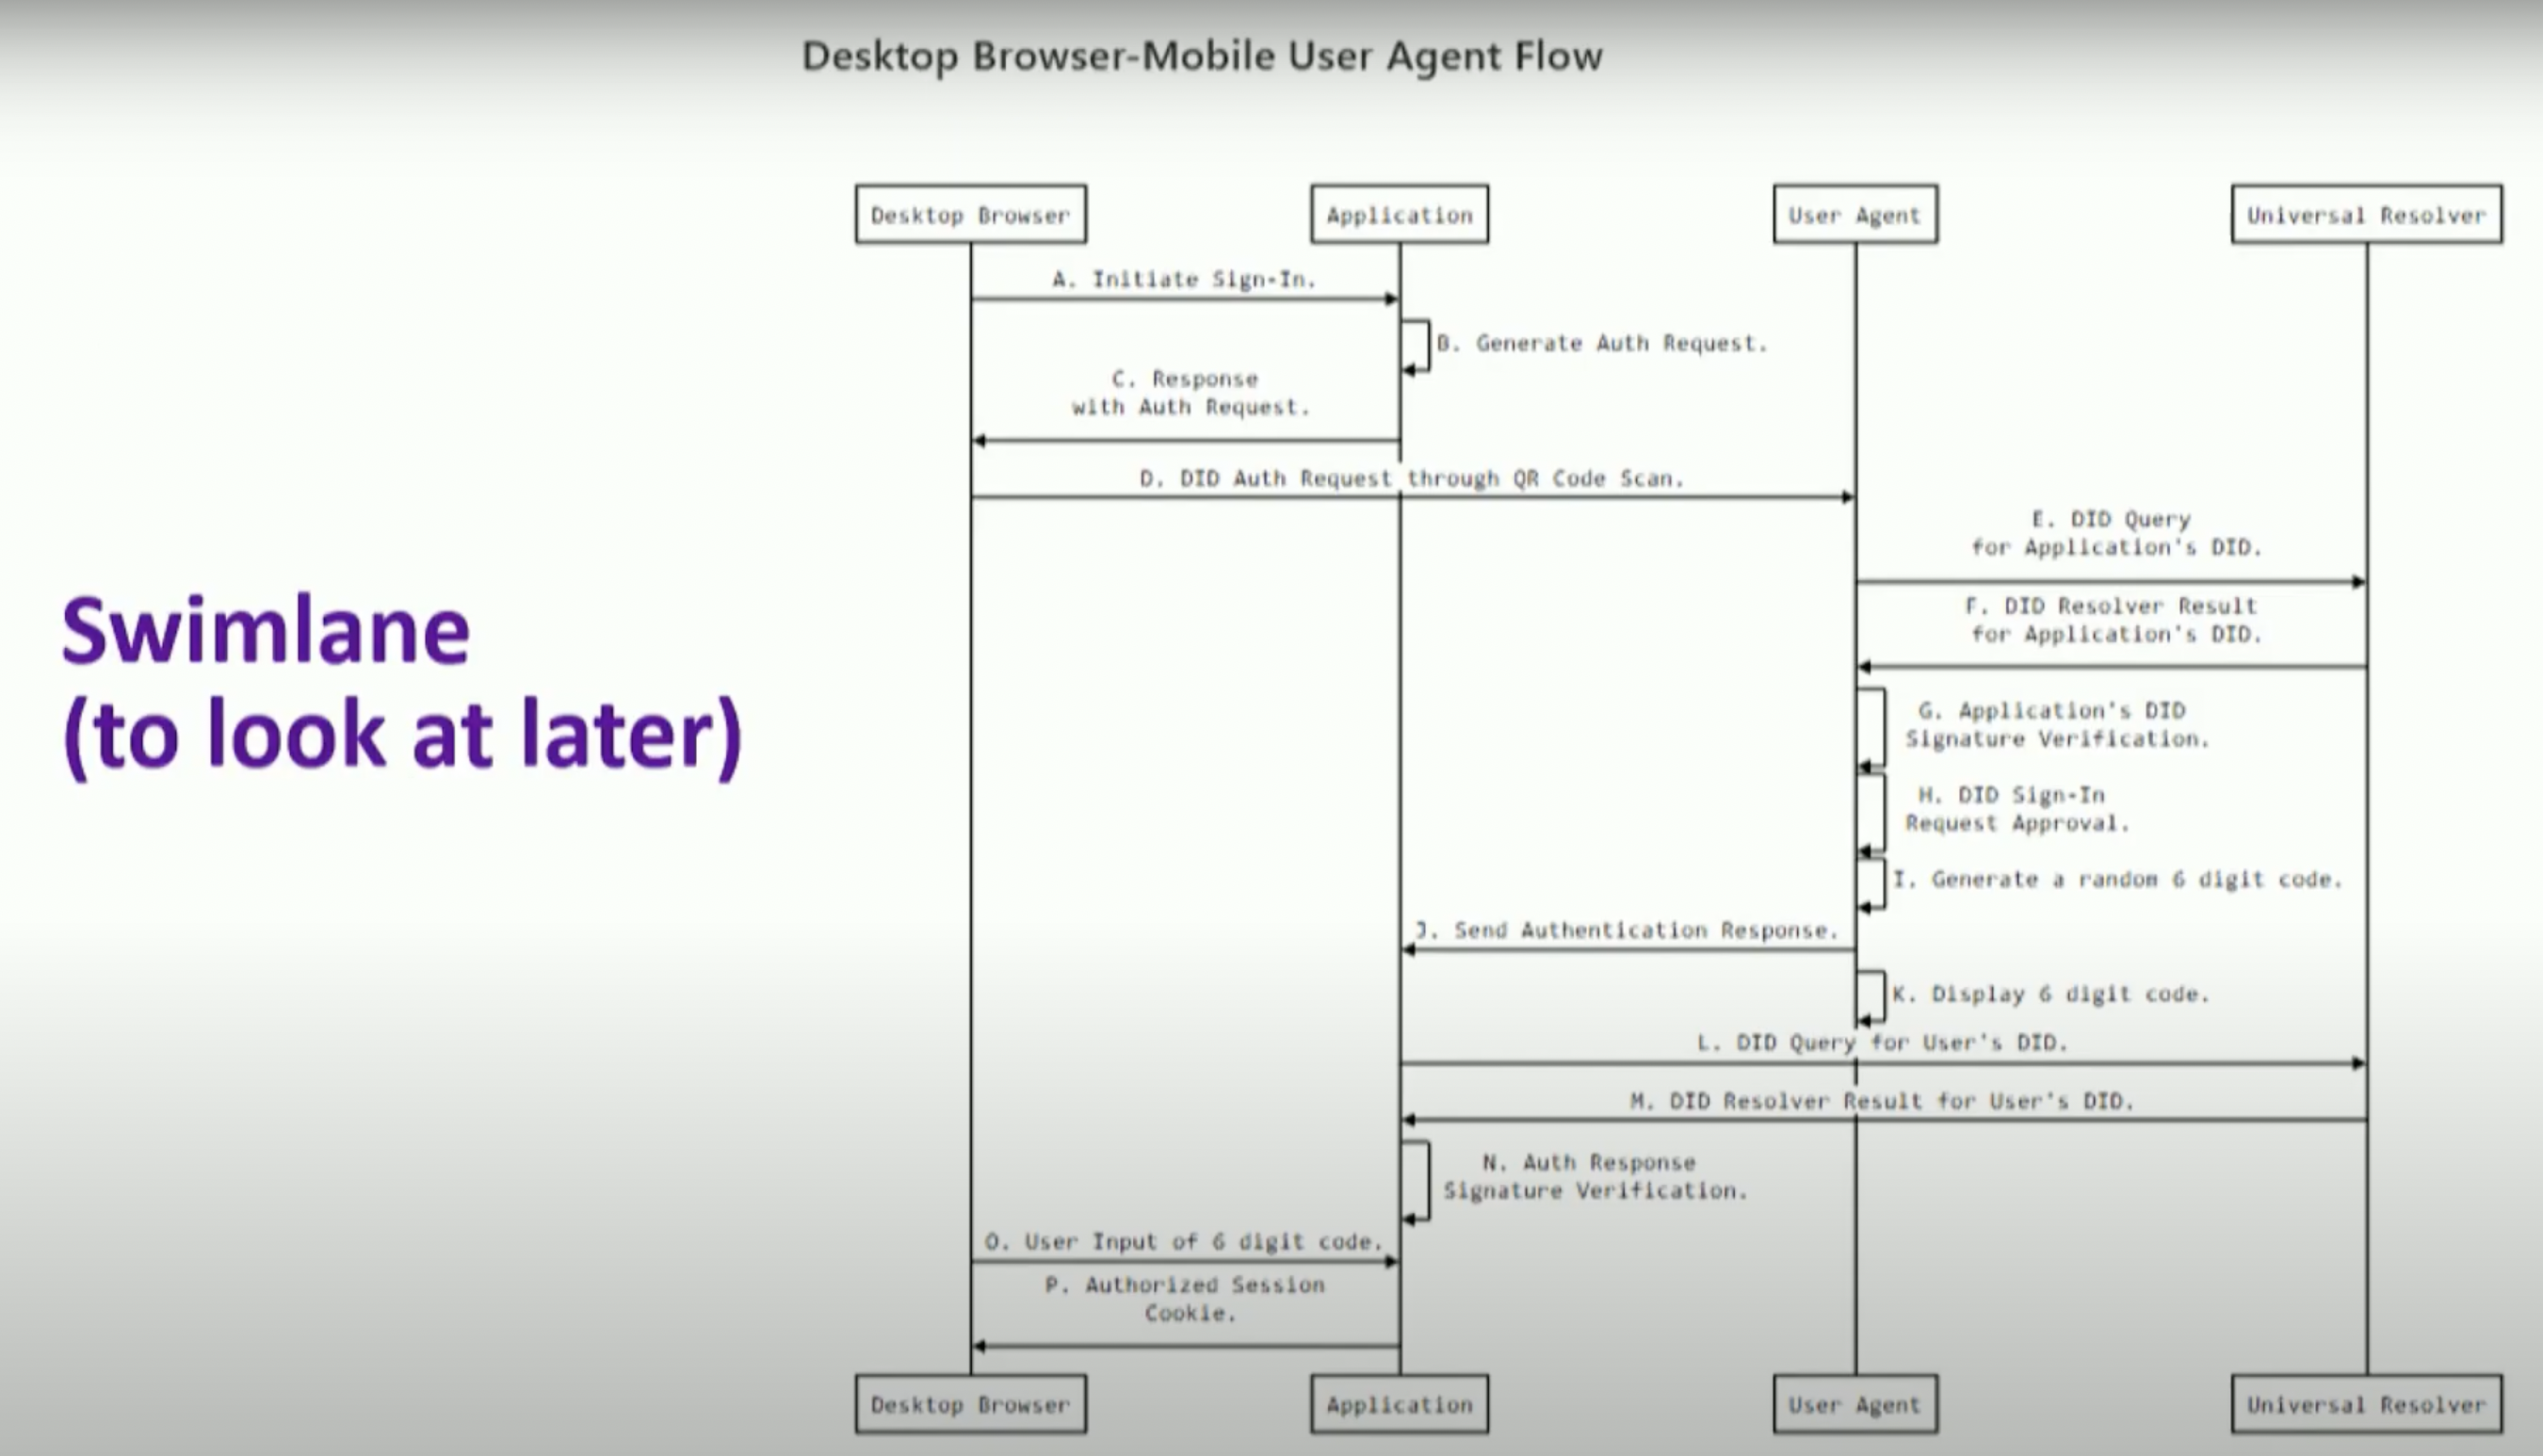 Desktop Browser-Mobile User Agent Flow
Swimlane
(to look at later)
Desktop Browser
Application
User Agent
Universal Resolver
A. Initiate Sign-In.
B. Generate Auth Request.
C. Response
with Auth Request.
D. DID Auth Request through QR Code Scan.
E. DID Query
for Application's DID.
F. DID Resolver Result
for Application's DID.
G. Application's DID
Signature Verification.
H. DID Sign-In
Request Approval.
I. Generate a random 6 digit code.
J. Send Authentication Response.
K. Display 6 digit code.
L. DID Query for User's DID.
M. DID Resolver Result for User's DID.
N. Auth Response
Signature Verification.
O. User Input of 6 digit code.
P. Authorized Session
Cookie.
Desktop Browser
Application
User Agent
Universal Resolver